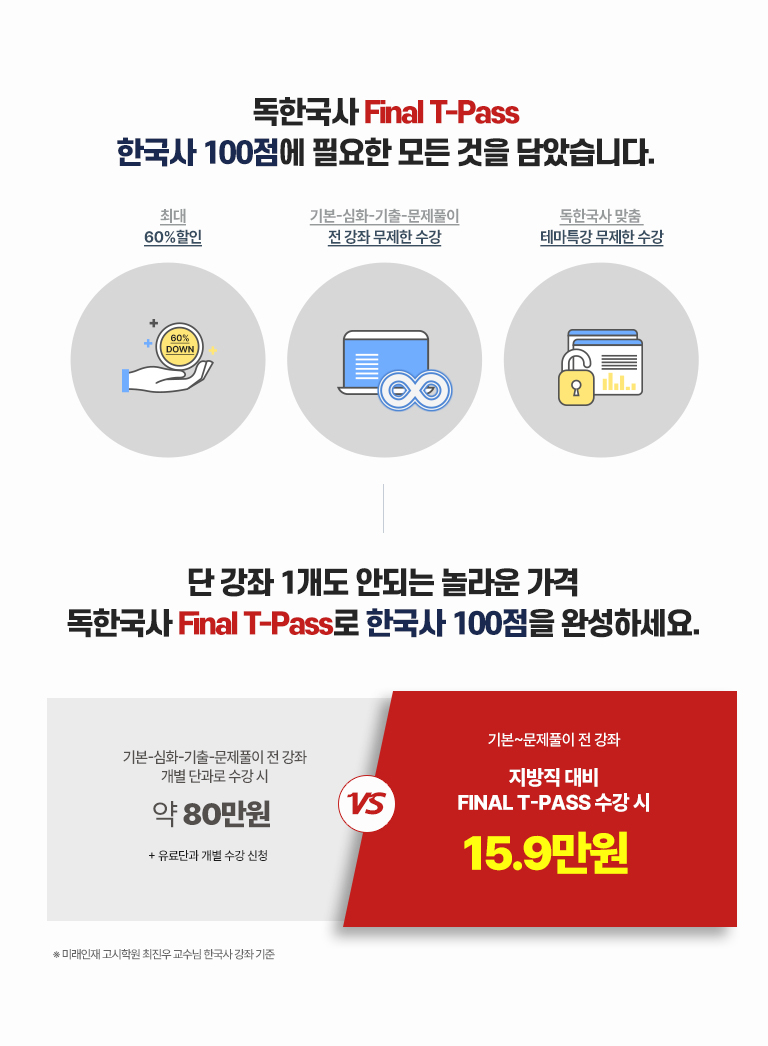 독한국사 Final T-Pass
한국사 100점에 필요한 모든 것을 담았습니다.
최대
60%할인
기본-심화-기출-문제풀이
전 강좌 무제한 수강
독한국사 맞춤
테마특강 무제한 수강
60%
DOWN
단 강좌 1개도 안되는 놀라운 가격
독한국사 Final T-Pass로 한국사 100점을 완성하세요.
기본-심화-기출-문제풀이 전 강좌
개별 단과로 수강 시
약 80만원
+ 유료단과 개별 수강 신청
VS
기본~문제풀이 전 강좌
지방직 대비
FINAL T-PASS 수강 시
15.9만원
※ 미래인재 고시학원 최진우 교수님 한국사 강좌 기준